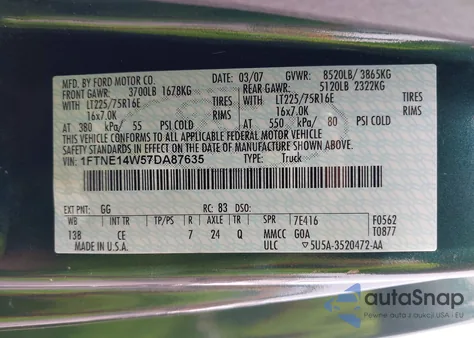 MFD. BY FORD MOTOR CO.
03/07
GVWR: 8520LB/ 3865KG
FRONT GAWR: 3700LB 1678KG
REAR GAWR: 5120LB 2322KG
WITH LT225/75R16E TIRES
WITH LT225/75R16E TIRES
16x7.0K RIMS
16x7.0K RIMS
AT 380 kPa/ 55 PSI COLD
AT 550 kPa/ 80 PSI COLD
THIS VEHICLE CONFORMS TO ALL APPLICABLE FEDERAL MOTOR VEHICLE
SAFETY STANDARDS IN EFFECT ON THE DATE OF MANUFACTURE SHOWN ABOVE.
VIN: 1FTNE14W57DA87635
TYPE: Truck
EXT PNT: GG RC: 83 DSO:
WB INT TR TP/PS R AXLE TR SPR 7E416 F0562
138 CE 7 24 Q MMCC G0A T0877
MADE IN U.S.A. ULC 5U5A-3520472-AA
autoSnap
Pewne auta z aukcji USA - EU